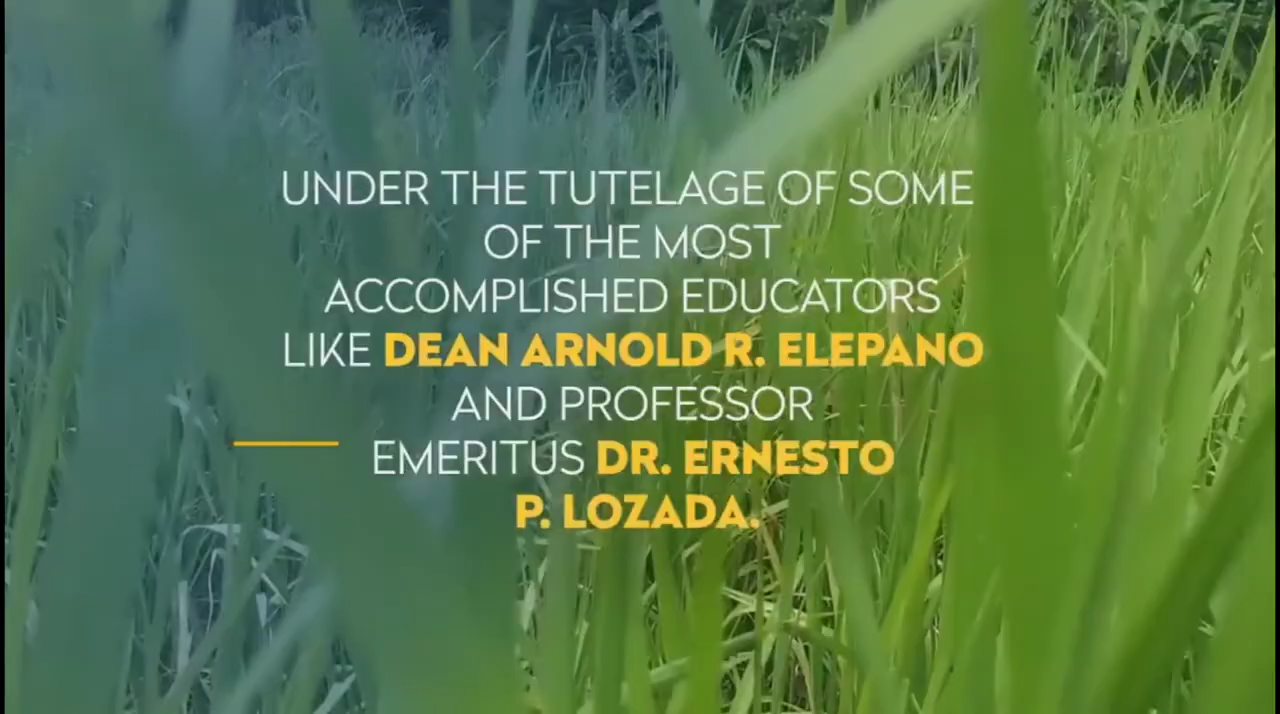 UNDER THE TUTELAGE OF SOME
OF THE MOST
ACCOMPLISHED EDUCATORS
LIKE DEAN ARNOLD R. ELEPANO
AND PROFESSOR
EMERITUS DR. ERNESTO
P. LOZADA.